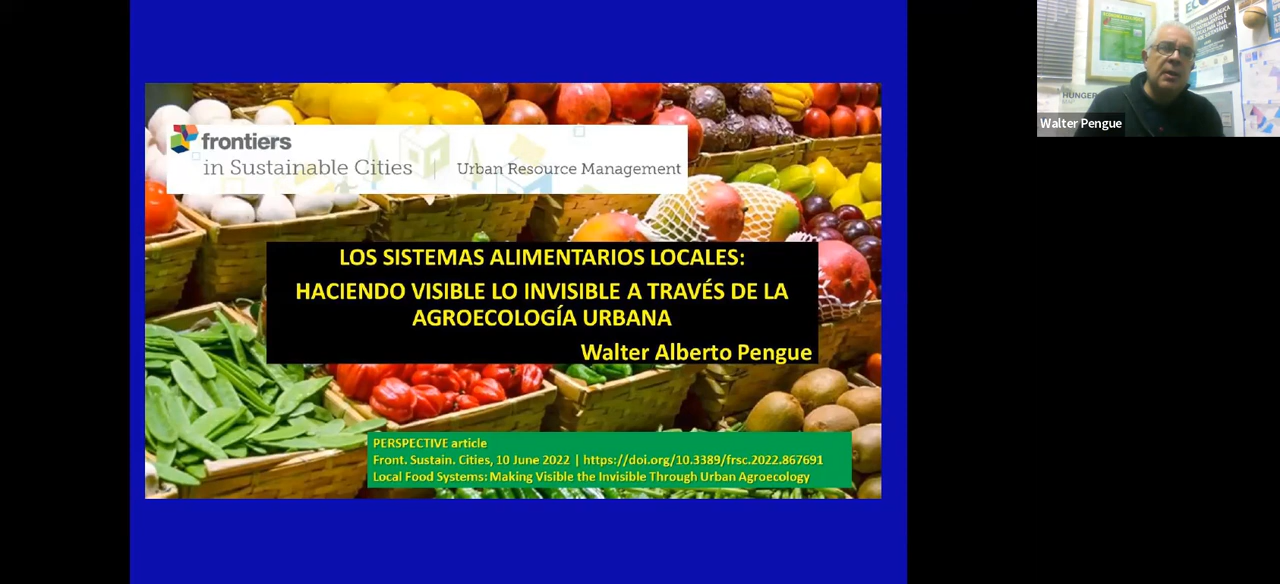 frontiers
in Sustainable Cities | Urban Resource Management
LOS SISTEMAS ALIMENTARIOS LOCALES:
HACIENDO VISIBLE LO INVISIBLE A TRAVÉS DE LA
AGROECOLOGÍA URBANA
Walter Alberto Pengue
PERSPECTIVE article
Front. Sustain. Cities, 10 June 2022 | https://doi.org/10.3389/frsc.2022.867691
Local Food Systems: Making Visible the Invisible Through Urban Agroecology
HUNGER
Walter Pengue